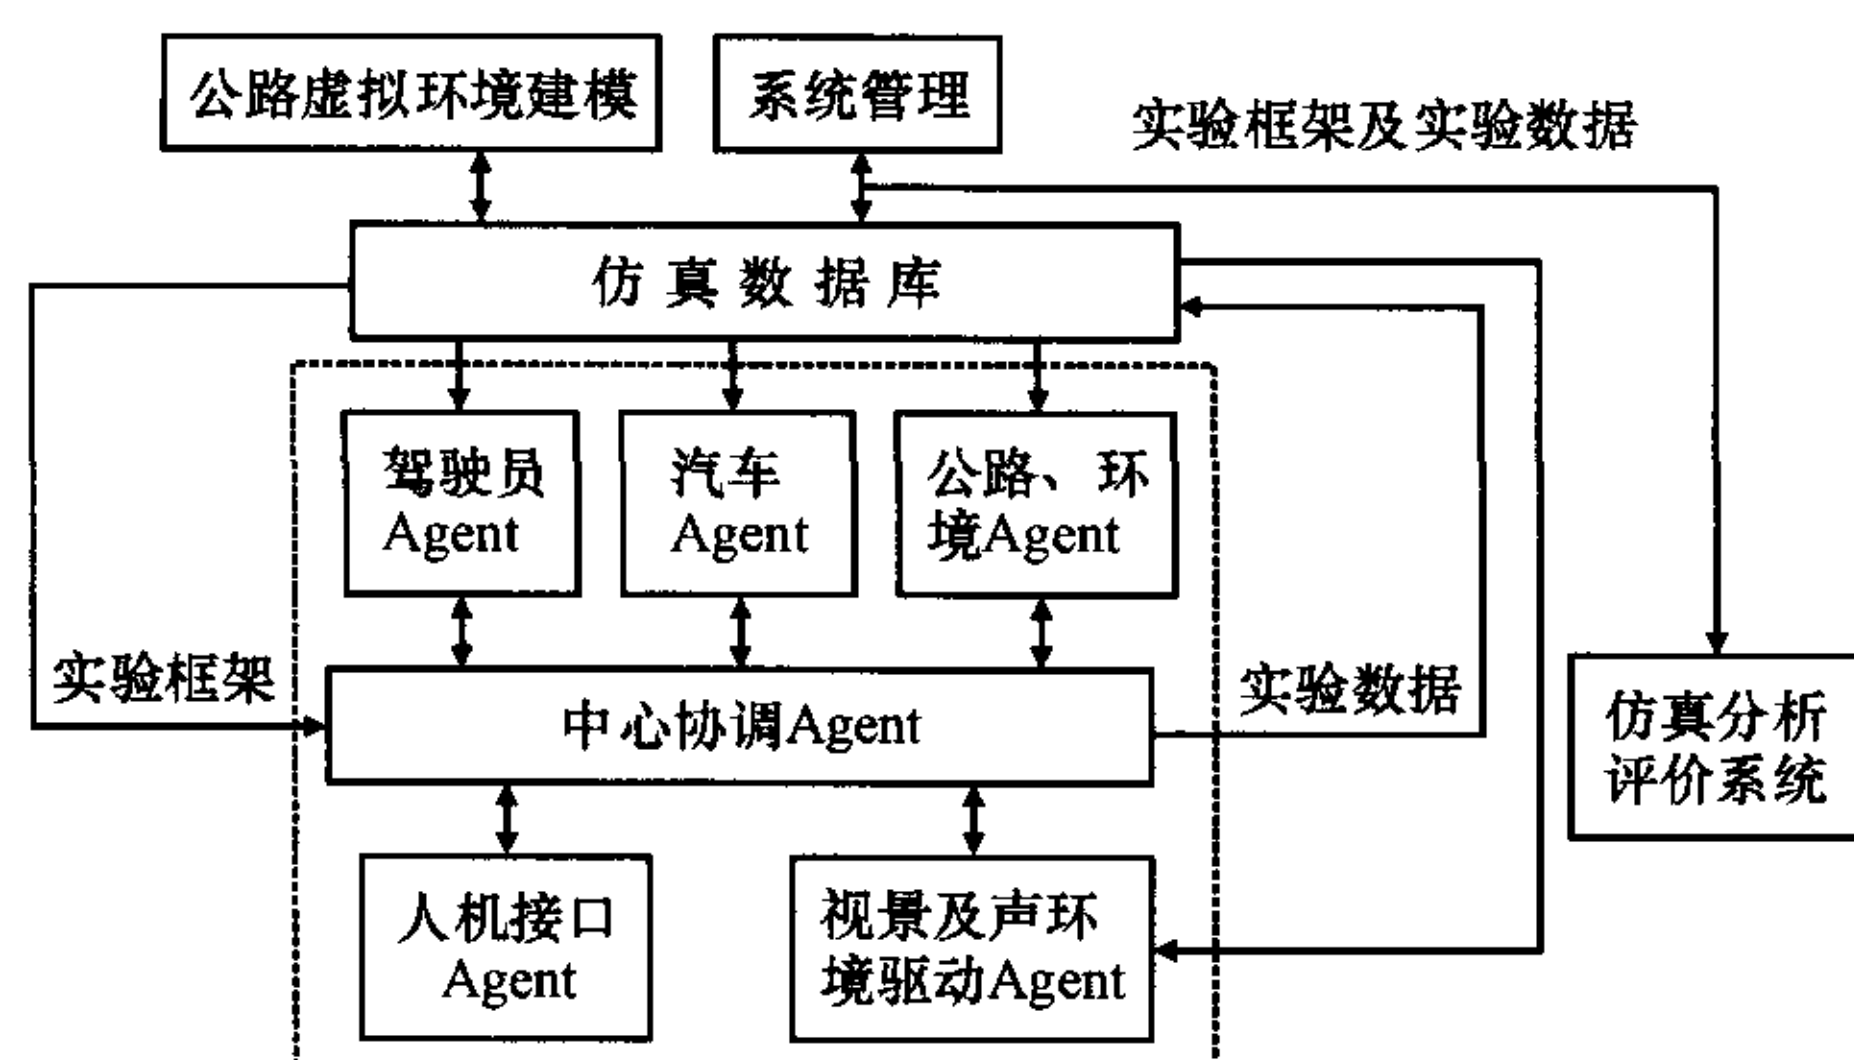 公路虚拟环境建模
系统管理
实验框架及实验数据
仿真数据库
驾驶员
Agent
汽车
Agent
公路、环
境Agent
实验框架
中心协调Agent
实验数据
仿真分析
评价系统
人机接口
Agent
视景及声环
境驱动Agent